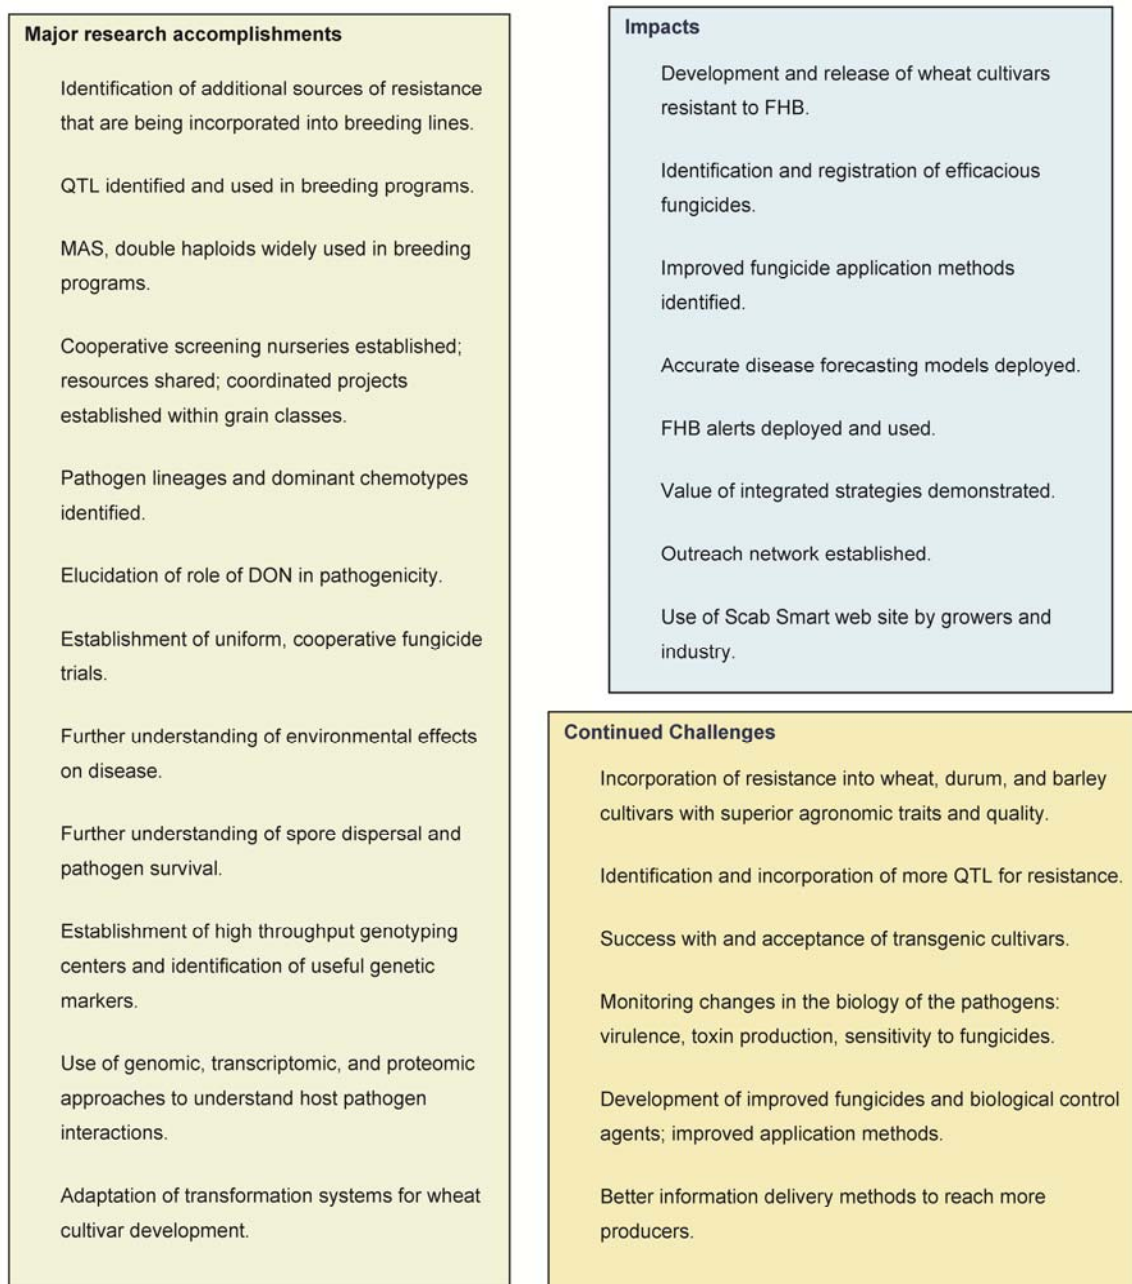 Major research accomplishments
Identification of additional sources of resistance
that are being incorporated into breeding lines.
QTL identified and used in breeding programs.
MAS, double haploids widely used in breeding
programs.
Cooperative screening nurseries established;
resources shared; coordinated projects
established within grain classes.
Pathogen lineages and dominant chemotypes
identified.
Elucidation of role of DON in pathogenicity.
Establishment of uniform, cooperative fungicide
trials.
Further understanding of environmental effects
on disease.
Further understanding of spore dispersal and
pathogen survival.
Establishment of high throughput genotyping
centers and identification of useful genetic
markers.
Use of genomic, transcriptomic, and proteomic
approaches to understand host pathogen
interactions.
Adaptation of transformation systems for wheat
cultivar development.
Impacts
Development and release of wheat cultivars
resistant to FHB.
Identification and registration of efficacious
fungicides.
Improved fungicide application methods
identified.
Accurate disease forecasting models deployed.
FHB alerts deployed and used.
Value of integrated strategies demonstrated.
Outreach network established.
Use of Scab Smart web site by growers and
industry.
Continued Challenges
Incorporation of resistance into wheat, durum, and barley
cultivars with superior agronomic traits and quality.
Identification and incorporation of more QTL for resistance.
Success with and acceptance of transgenic cultivars.
Monitoring changes in the biology of the pathogens:
virulence, toxin production, sensitivity to fungicides.
Development of improved fungicides and biological control
agents; improved application methods.
Better information delivery methods to reach more
producers.